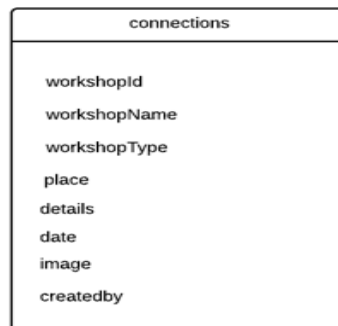 connections
workshopId
workshopName
workshopType
place
details
date
image
createdby